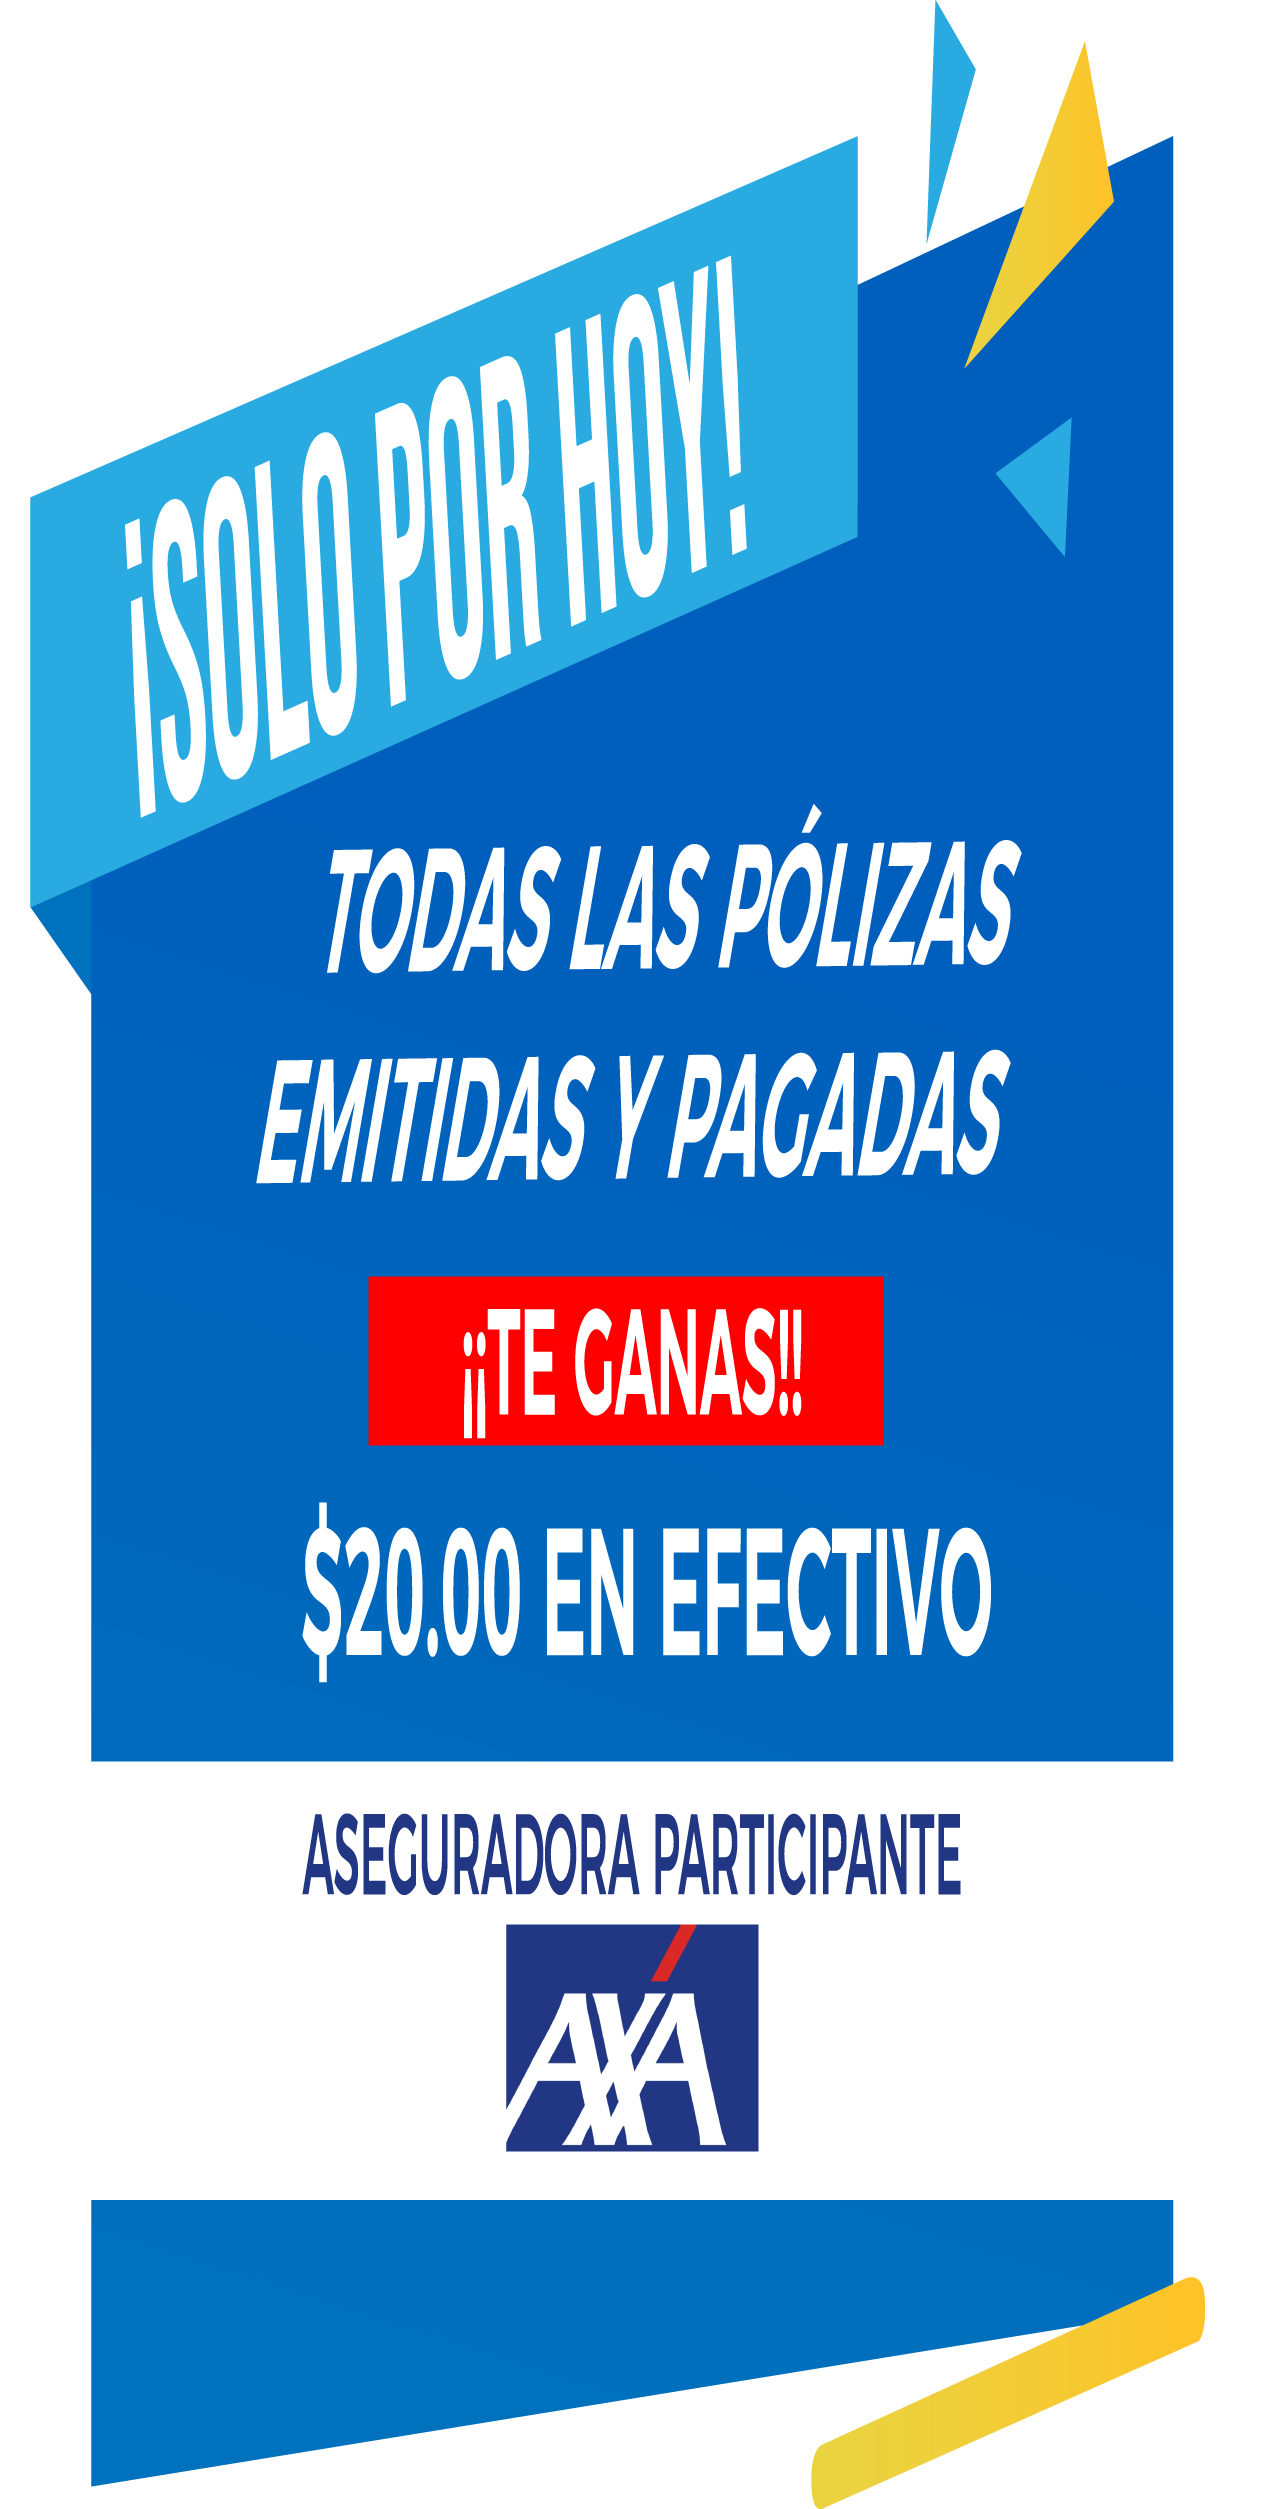 ¡SOLO POR HOY!
TODAS LAS PÓLIZAS
EMITIDAS Y PAGADAS
¡¡TE GANAS!!
$20.00 EN EFECTIVO
ASEGURADORA PARTICIPANTE
AXA